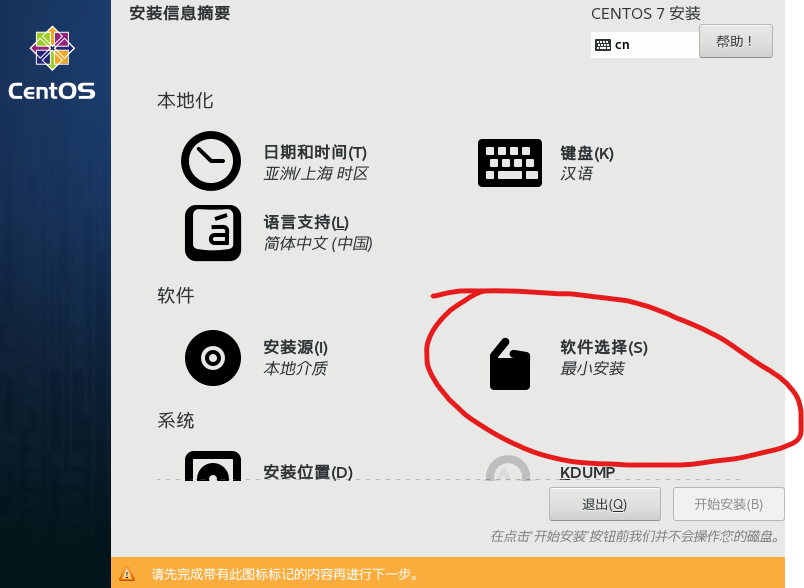 安装信息摘要
CENTOS 7 安装
cn
帮助！
CentOS
本地化
日期和时间(T)
亚洲/上海 时区
键盘(K)
汉语
语言支持(L)
简体中文 (中国)
软件
安装源(I)
本地介质
软件选择(S)
最小安装
系统
安装位置(D)
KDUMP
退出(Q)
开始安装(B)
在点击"开始安装"按钮前我们并不会操作您的磁盘。
请先完成带有此图标标记的内容再进行下一步。